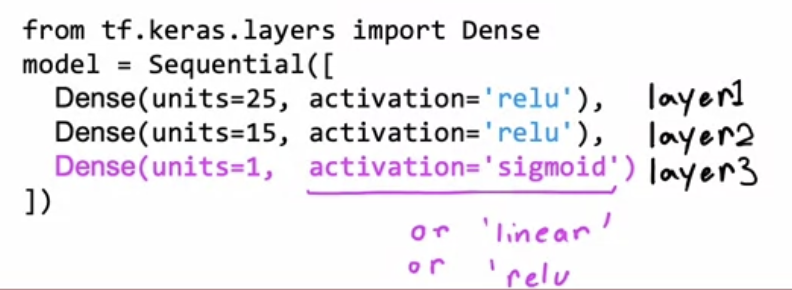 from tf.keras.layers import Dense
model = Sequential([
Dense(units=25, activation='relu'), layer1
Dense(units=15, activation='relu'), layer2
Dense(units=1, activation='sigmoid') layer3
])
or 'linear'
or 'relu